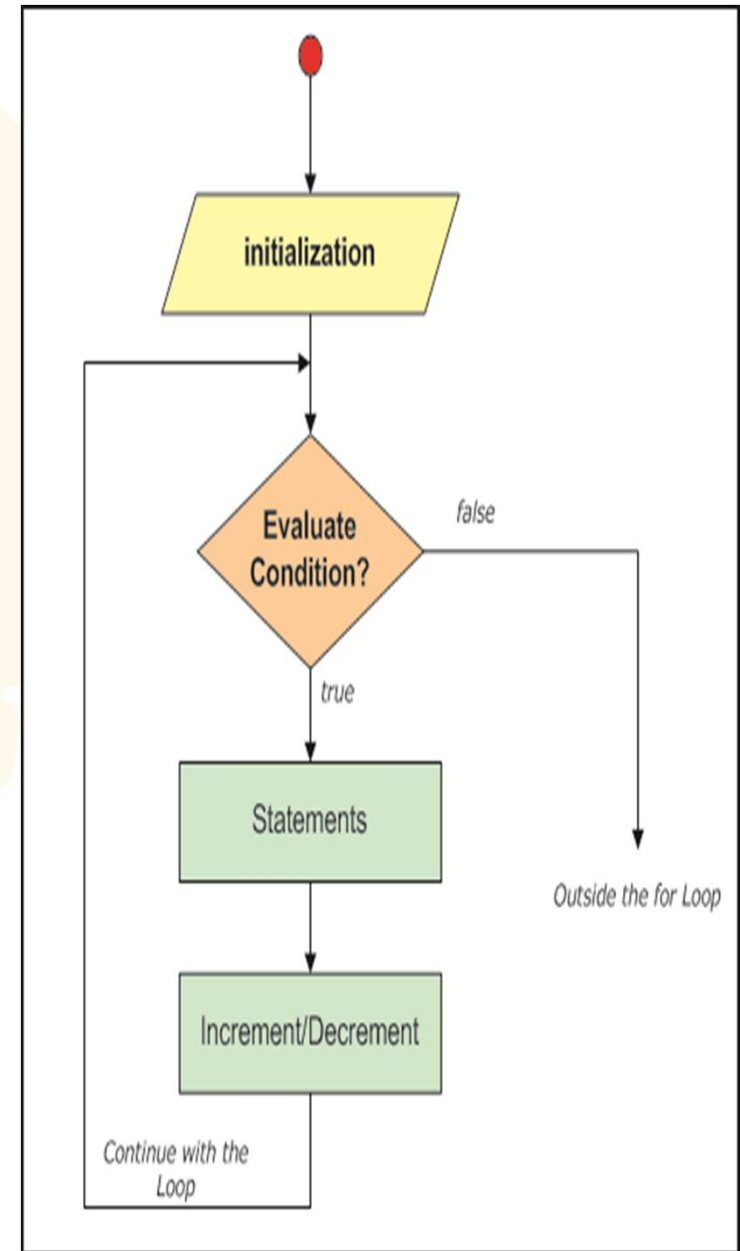 initialization
Evaluate
Condition?
false
true
Statements
Outside the for Loop
Increment/Decrement
Continue with the
Loop